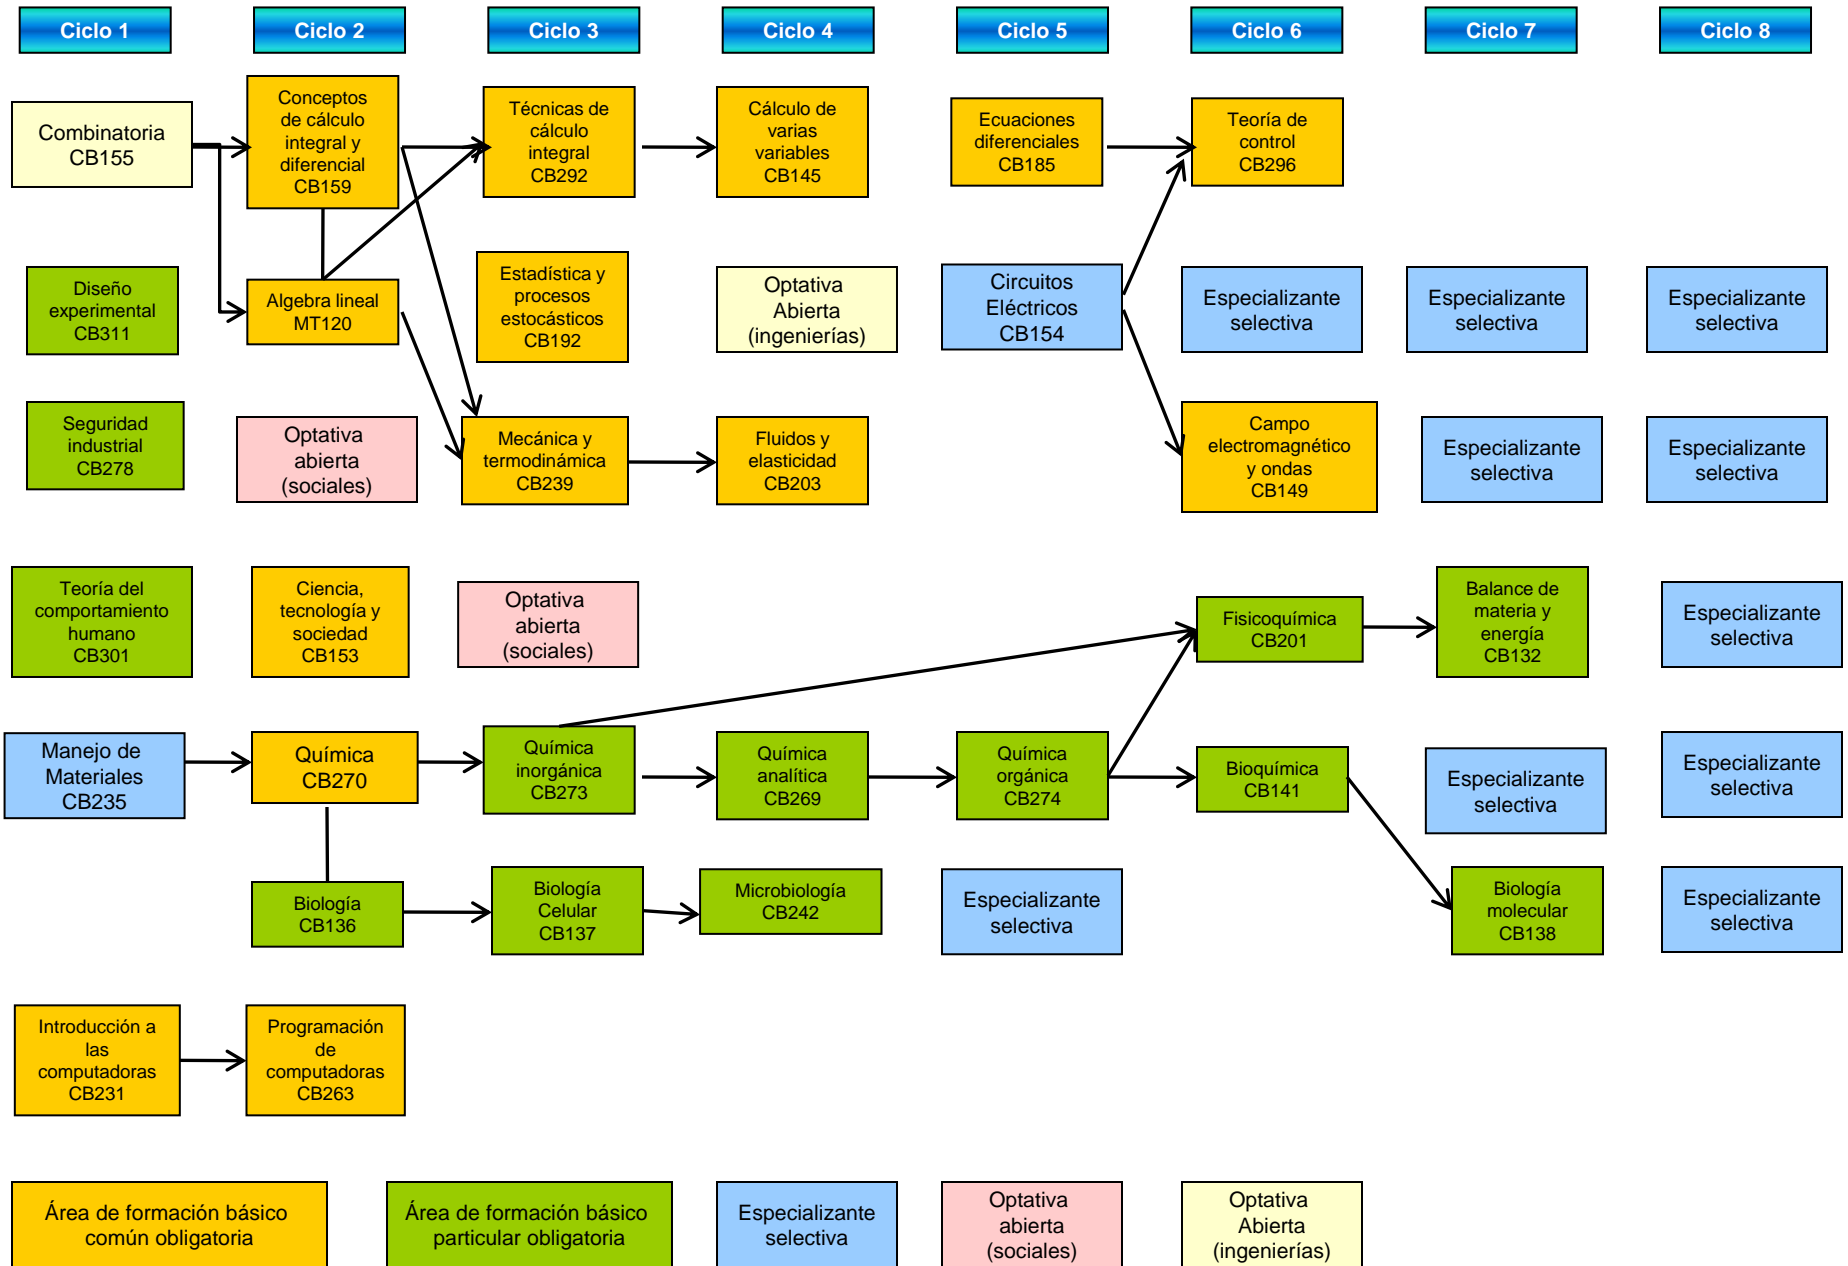 Ciclo 1
Ciclo 2
Ciclo 3
Ciclo 4
Ciclo 5
Ciclo 6
Ciclo 7
Ciclo 8
Combinatoria
CB155
Conceptos
de cálculo
integral y
diferencial
CB159
Técnicas de
cálculo
integral
CB292
Cálculo de
varias
variables
CB145
Ecuaciones
diferenciales
CB185
Teoría de
control
CB296
Diseño
experimental
CB311
Algebra lineal
MT120
Estadística y
procesos
estocásticos
CB192
Optativa
Abierta
(ingenierías)
Circuitos
Eléctricos
CB154
Especializante
selectiva
Especializante
selectiva
Especializante
selectiva
Seguridad
industrial
CB278
Optativa
abierta
(sociales)
Mecánica y
termodinámica
CB239
Fluidos y
elasticidad
CB203
Campo
electromagnético
y ondas
CB149
Especializante
selectiva
Especializante
selectiva
Teoría del
comportamiento
humano
CB301
Ciencia,
tecnología y
sociedad
CB153
Optativa
abierta
(sociales)
Fisicoquímica
CB201
Balance de
materia y
energía
CB132
Especializante
selectiva
Manejo de
Materiales
CB235
Química
CB270
Química
inorgánica
CB273
Química
analítica
CB269
Química
orgánica
CB274
Bioquímica
CB141
Especializante
selectiva
Especializante
selectiva
Biología
CB136
Biología
Celular
CB137
Microbiología
CB242
Especializante
selectiva
Biología
molecular
CB138
Especializante
selectiva
Introducción a
las
computadoras
CB231
Programación
de
computadoras
CB263
Área de formación básico
común obligatoria
Área de formación básico
particular obligatoria
Especializante
selectiva
Optativa
abierta
(sociales)
Optativa
Abierta
(ingenierías)